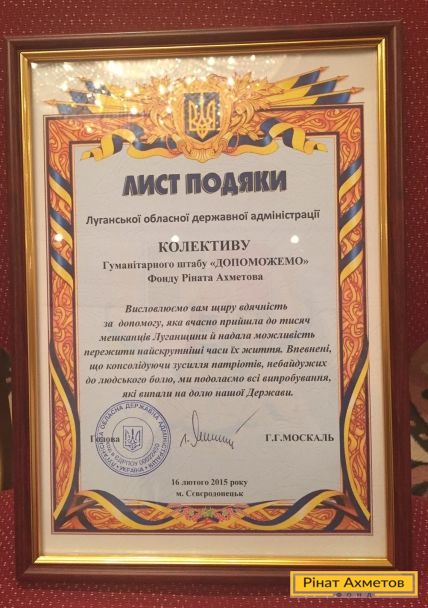 ЛИСТ ПОДЯКИ
Луганської обласної державної адміністрації
КОЛЕКТИВУ
Гуманітарного штабу «ДОПОМОЖЕМО»
Фонду Ріната Ахметова
Висловлюємо вам щиру вдячність
за допомогу, яка вчасно прийшла до тисяч
мешканців Луганщини й надала можливість
пережити найскрутніші часи їх життя. Впевнені,
що консолідуючи зусилля патріотів, небайдужих
до людського болю, ми подолаємо всі випробування,
які випали на долю нашої Держави.
Голова
Г.Г.МОСКАЛЬ
16 лютого 2015 року
м. Сєвєродонецьк
Рінат Ахметов
ФОНД